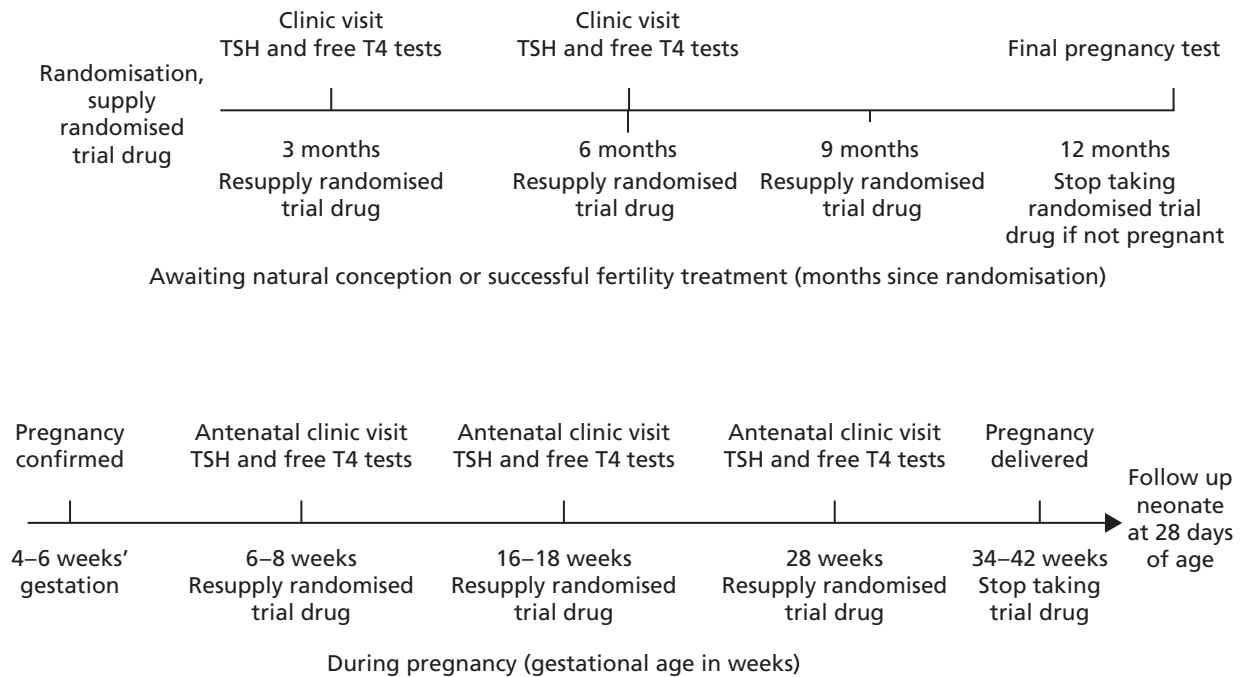 Clinic visit
TSH and free T4 tests
Clinic visit
TSH and free T4 tests
Final pregnancy test
Randomisation,
supply
randomised
trial drug
3 months
Resupply randomised
trial drug
6 months
Resupply randomised
trial drug
9 months
Resupply randomised
trial drug
12 months
Stop taking
randomised trial
drug if not pregnant
Awaiting natural conception or successful fertility treatment (months since randomisation)
Pregnancy
confirmed
Antenatal clinic visit
TSH and free T4 tests
Antenatal clinic visit
TSH and free T4 tests
Antenatal clinic visit
TSH and free T4 tests
Pregnancy
delivered
Follow up
neonate
at 28 days
of age
4–6 weeks’
gestation
6–8 weeks
Resupply randomised
trial drug
16–18 weeks
Resupply randomised
trial drug
28 weeks
Resupply randomised
trial drug
34–42 weeks
Stop taking
trial drug
During pregnancy (gestational age in weeks)